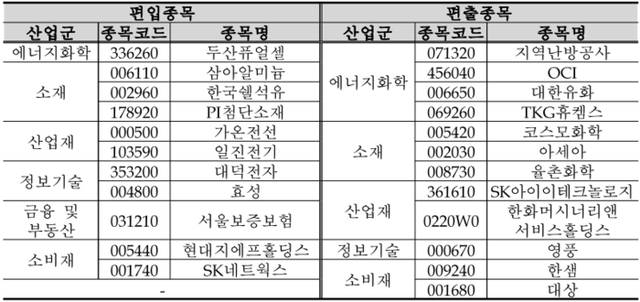 편입종목 편출종목
산업군 종목코드 종목명 산업군 종목코드 종목명
에너지화학 336260 두산퓨얼셀 에너지화학 071320 지역난방공사
소재 006110 삼아알미늄 456040 OCI
002960 한국쉘석유 006650 대한유화
178920 PI첨단소재 069260 TKG휴켐스
산업재 000500 가온전선 소재 005420 코스모화학
103590 일진전기 002030 아세아
정보기술 353200 대덕전자 008730 율촌화학
004800 효성 산업재 361610 SK아이이테크놀로지
금융 및
부동산 031210 서울보증보험 0220W0 한화머시너리앤
서비스홀딩스
소비재 005440 현대지에프홀딩스 정보기술 000670 영풍
001740 SK네트웍스 소비재 009240 한샘
- 001680 대상